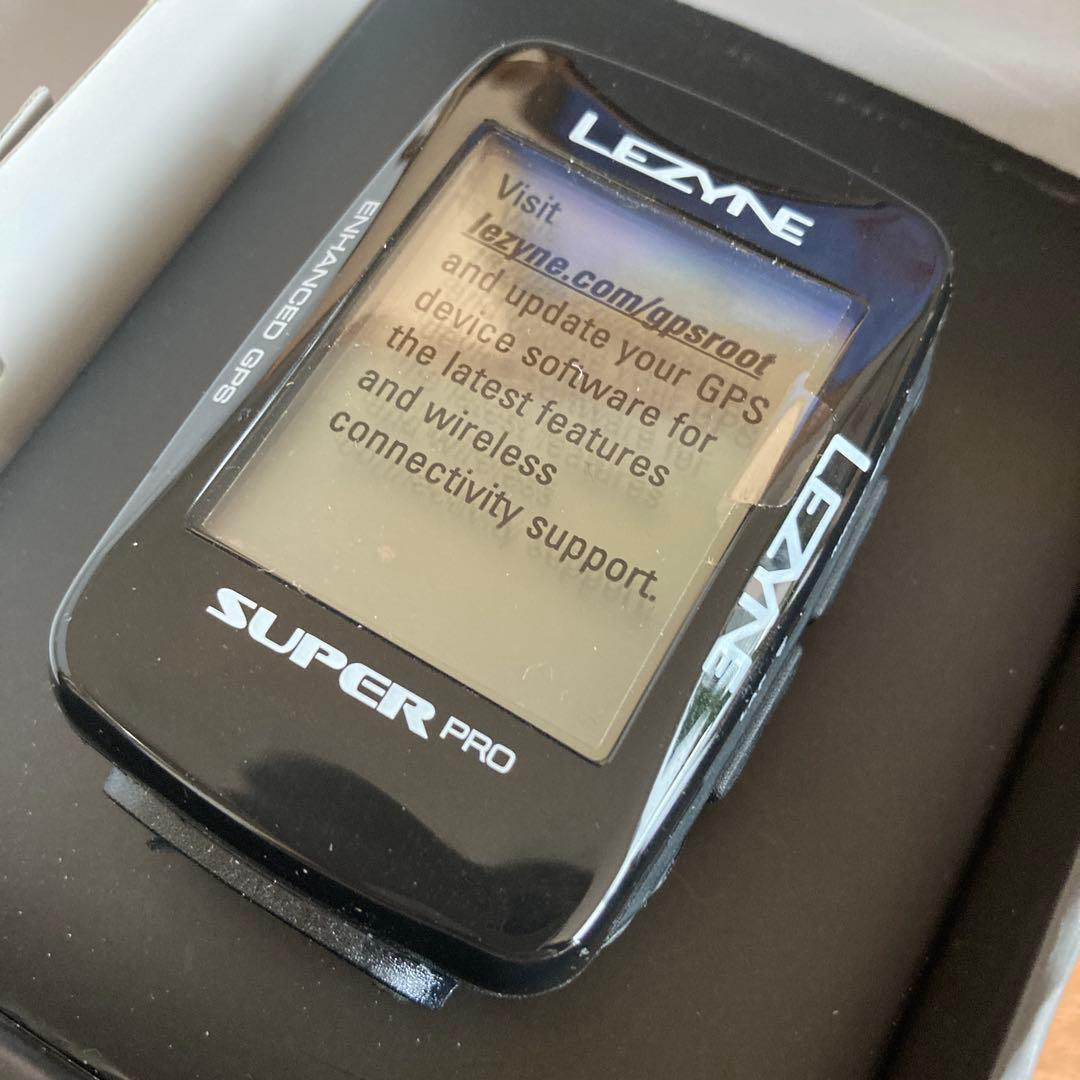 LEZYNE
ENHANCED GPS
Visit
lezyne.com/gpsroot
and update your GPS
device software for
the latest features
and wireless
connectivity support.
LEZYNE
SUPER PRO